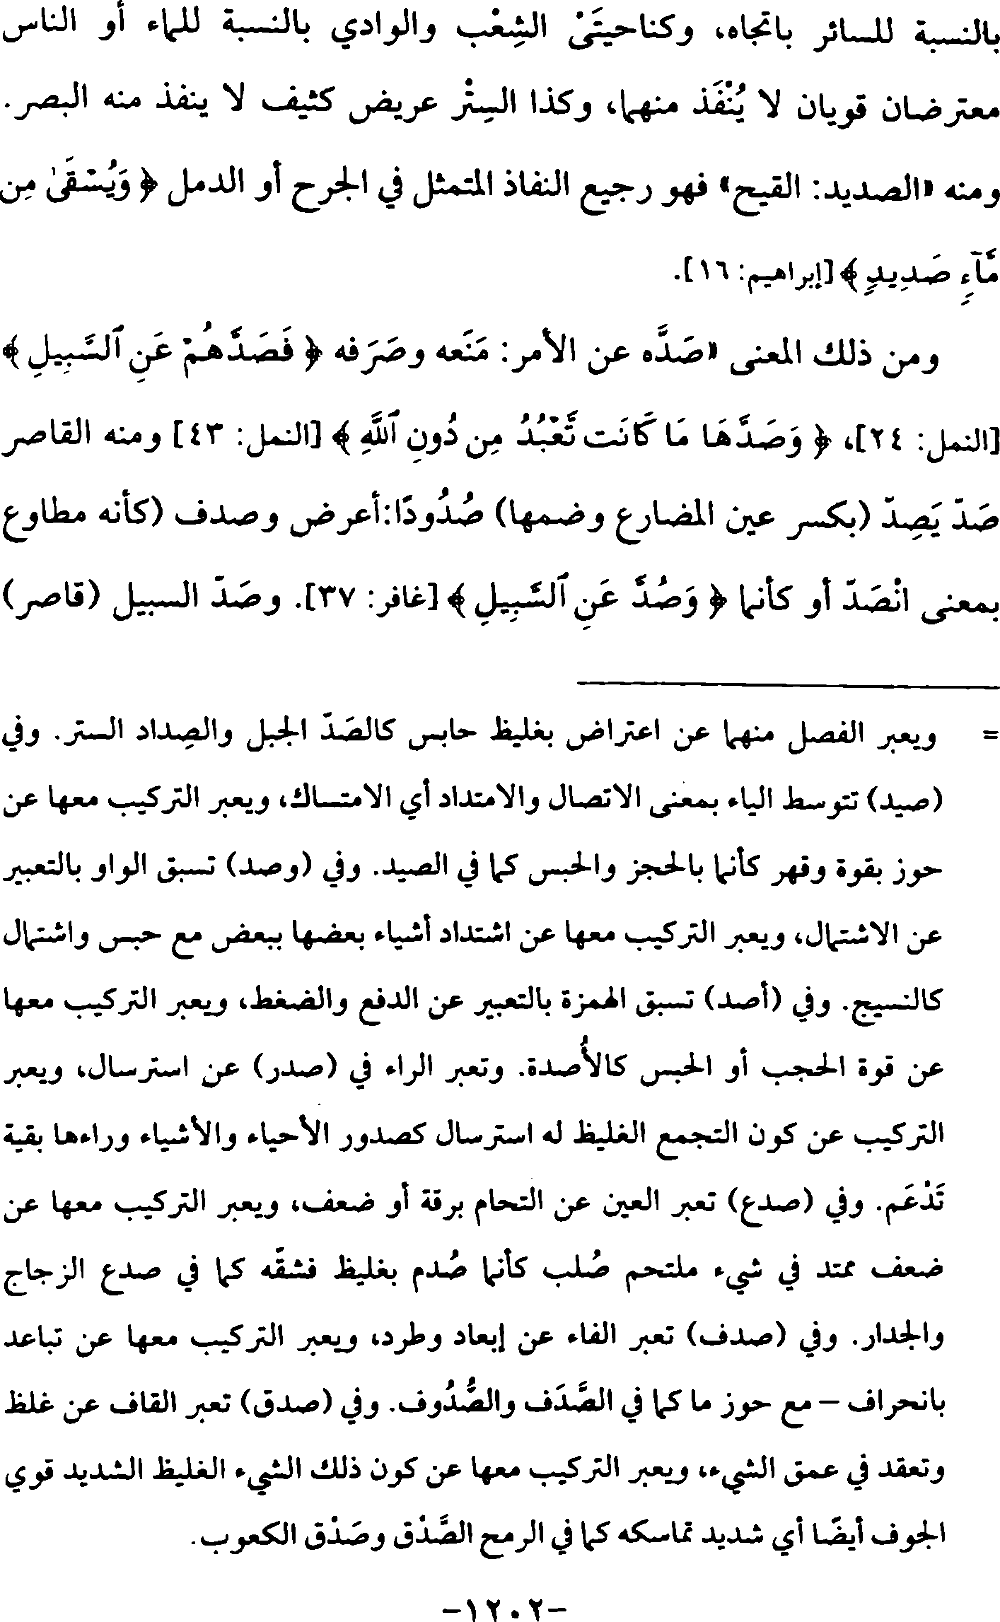 بالنسبة للسائر باتجاه، وكناحيتَيْ الشِعْب والوادي بالنسبة للماء أو الناس
معترضان قويان لا يُنْفَذ منهما، وكذا السِتْر عريض كثيف لا ينفذ منه البصر.
ومنه «الصديد: القيح» فهو رجيع النفاذ المتمثل في الجرح أو الدمل ﴿ وَيُسْقَىٰ مِن
مَّآءٍ صَدِيدٍ ﴾ [إبراهيم: ١٦].
ومن ذلك المعنى «صَدَّه عن الأمر: مَنَعه وصَرَفه ﴿ فَصَدَّهُمْ عَنِ ٱلسَّبِيلِ ﴾
[النمل: ٢٤]، ﴿ وَصَدَّهَا مَا كَانَت تَّعْبُدُ مِن دُونِ ٱللَّهِ ﴾ [النمل: ٤٣] ومنه القاصر
صَدّ يَصِدّ (بكسر عين المضارع وضمها) صُدُودًا:أعرض وصدف (كأنه مطاوع
بمعنى انْصَدّ أو كأنما ﴿ وَصُدَّ عَنِ ٱلسَّبِيلِ ﴾ [غافر: ٣٧]. وصَدّ السبيل (قاصر)
= ويعبر الفصل منهما عن اعتراض بغليظ حابس كالصَدّ الجبل والصِداد الستر. وفي
(صيد) تتوسط الياء بمعنى الاتصال والامتداد أي الامتساك، ويعبر التركيب معها عن
حوز بقوة وقهر كأنما بالحجز والحبس كما في الصيد. وفي (وصد) تسبق الواو بالتعبير
عن الاشتمال، ويعبر التركيب معها عن اشتداد أشياء بعضها ببعض مع حبس واشتمال
كالنسيج. وفي (أصد) تسبق الهمزة بالتعبير عن الدفع والضغط، ويعبر التركيب معها
عن قوة الحجب أو الحبس كالأُصدة. وتعبر الراء في (صدر) عن استرسال، ويعبر
التركيب عن كون التجمع الغليظ له استرسال كصدور الأحياء والأشياء وراءها بقية
تَدْعَم. وفي (صدع) تعبر العين عن التحام برقة أو ضعف، ويعبر التركيب معها عن
ضعف ممتد في شيء ملتحم صُلب كأنما صُدم بغليظ فشقّه كما في صدع الزجاج
والجدار. وفي (صدف) تعبر الفاء عن إبعاد وطرد، ويعبر التركيب معها عن تباعد
بانحراف – مع حوز ما كما في الصَّدَف والصُّدُوف. وفي (صدق) تعبر القاف عن غلظ
وتعقد في عمق الشيء، ويعبر التركيب معها عن كون ذلك الشيء الغليظ الشديد قوي
الجوف أيضًا أي شديد تماسكه كما في الرمح الصَّدْق وصَدْق الكعوب.
-١٢٠٢-